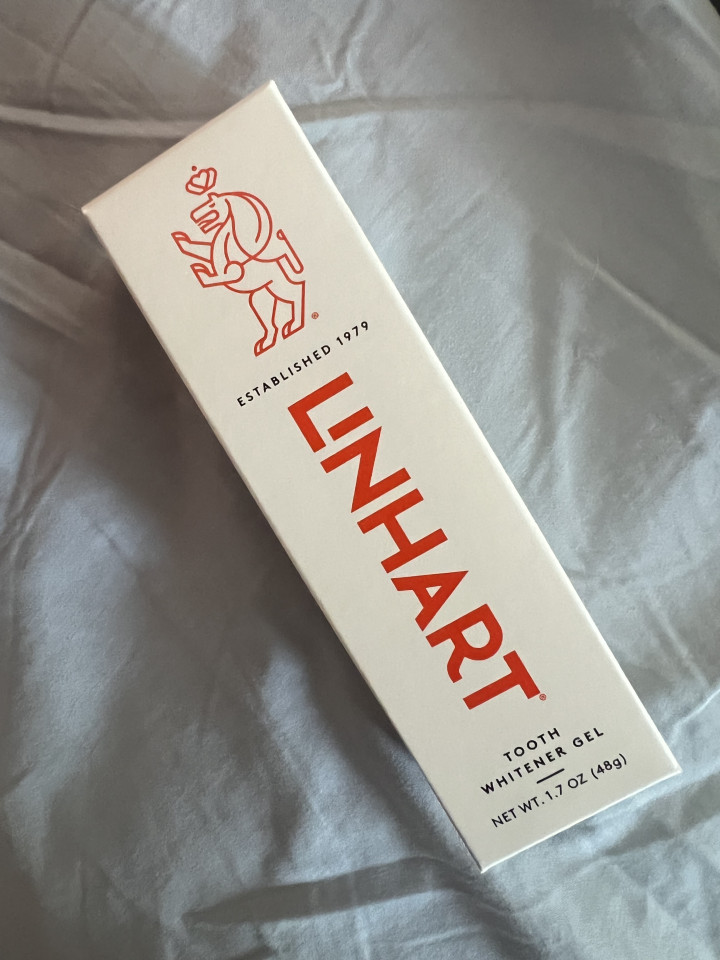 ESTABLISHED 1979
LINHART®
TOOTH
WHITENER GEL
NET WT. 1.7 OZ (48g)